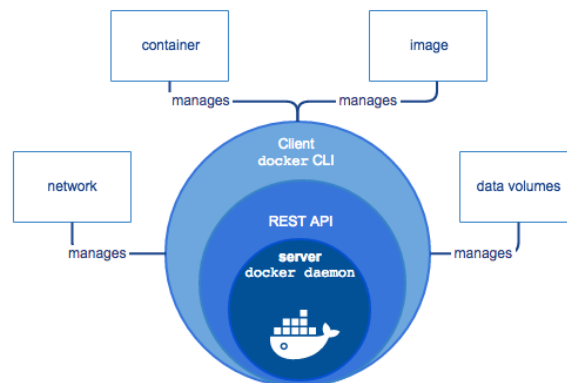 container
image
manages
manages
Client
docker CLI
network
data volumes
REST API
manages
manages
server
docker daemon